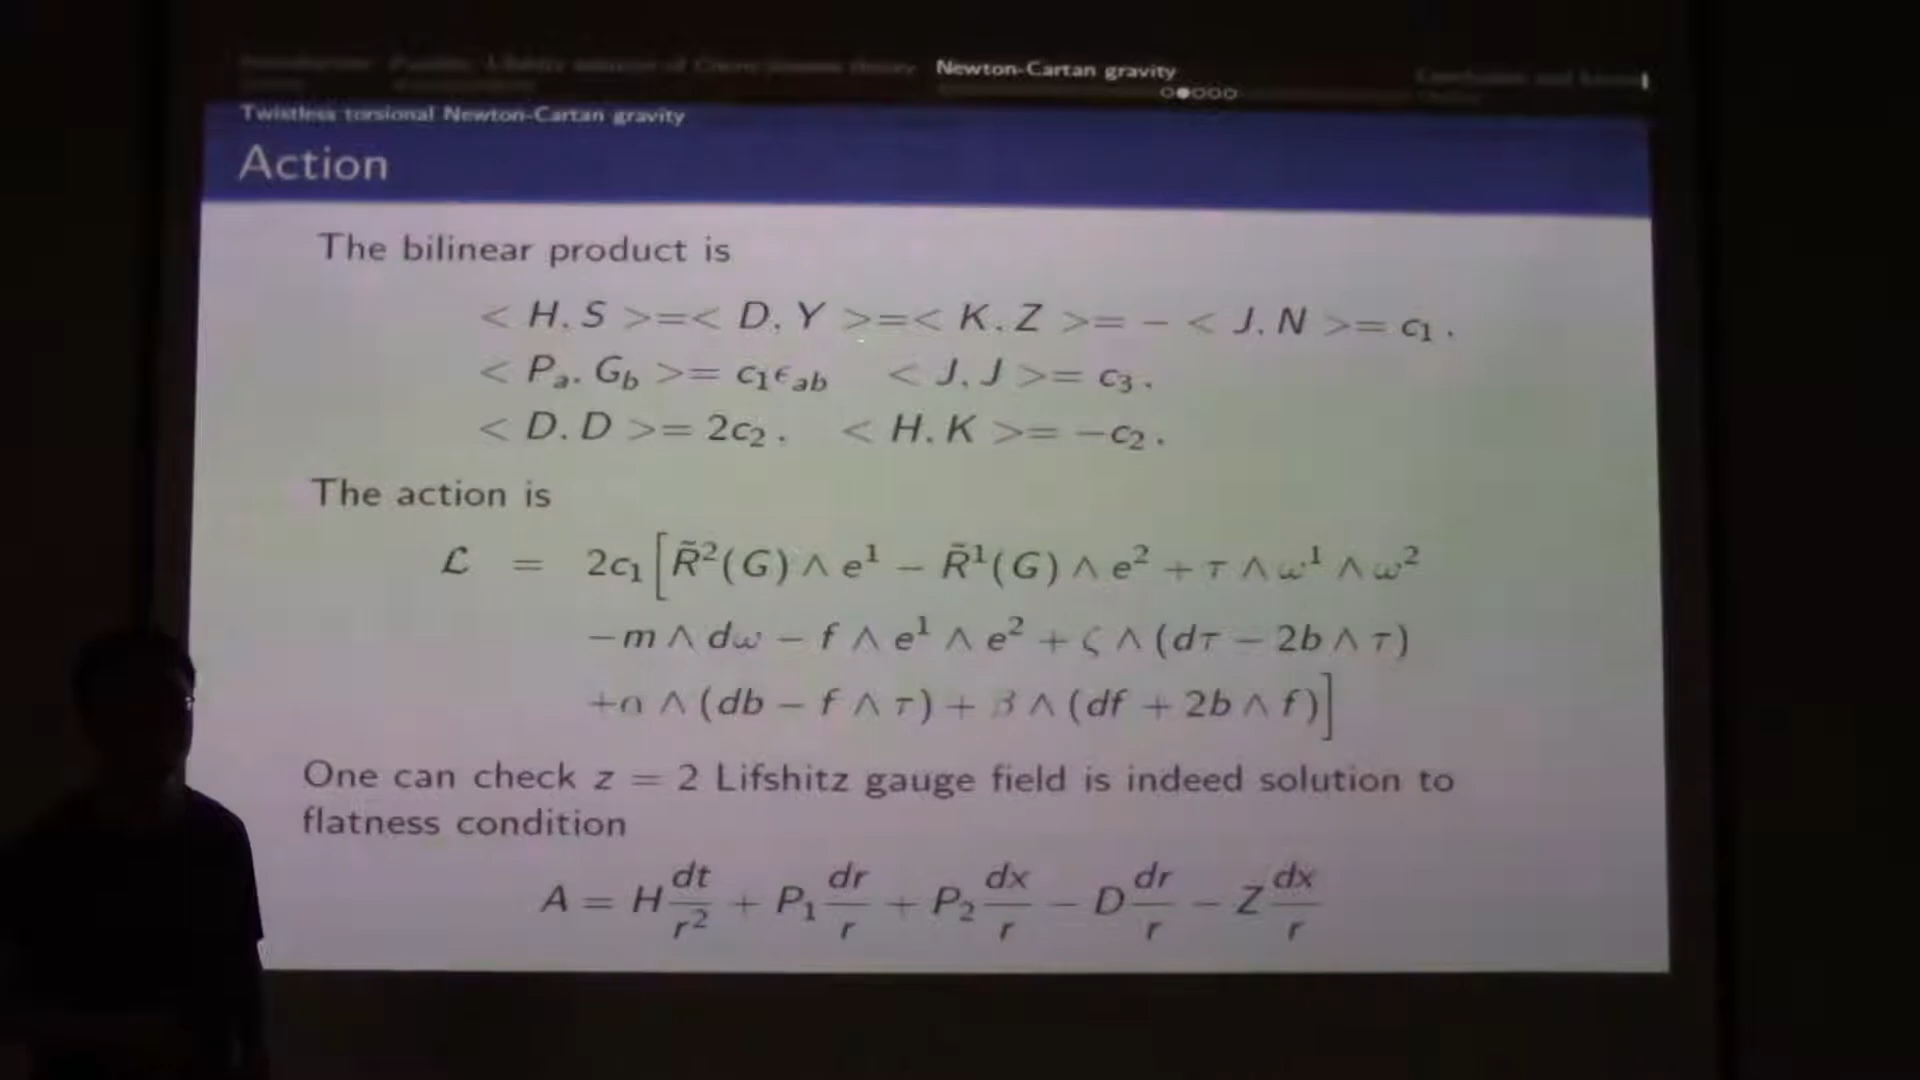 Newton-Cartan gravity
Twistless torsional Newton-Cartan gravity
Action
The bilinear product is
< H, S >=< D, Y >=< K, Z >= − < J, N >= c₁ ,
< Pₐ, G_b >= c₁ϵ_ab < J, J >= c₃ ,
< D, D >= 2c₂ , < H, K >= −c₂ .
The action is
ℒ = 2c₁[R̃²(G) ∧ e¹ − R̃¹(G) ∧ e² + τ ∧ ω¹ ∧ ω²
−m ∧ dω − f ∧ e¹ ∧ e² + ζ ∧ (dτ − 2b ∧ τ)
+α ∧ (db − f ∧ τ) + β ∧ (df + 2b ∧ f)]
One can check z = 2 Lifshitz gauge field is indeed solution to
flatness condition
A = H dt/r² + P₁ dr/r + P₂ dx/r − D dr/r − Z dx/r